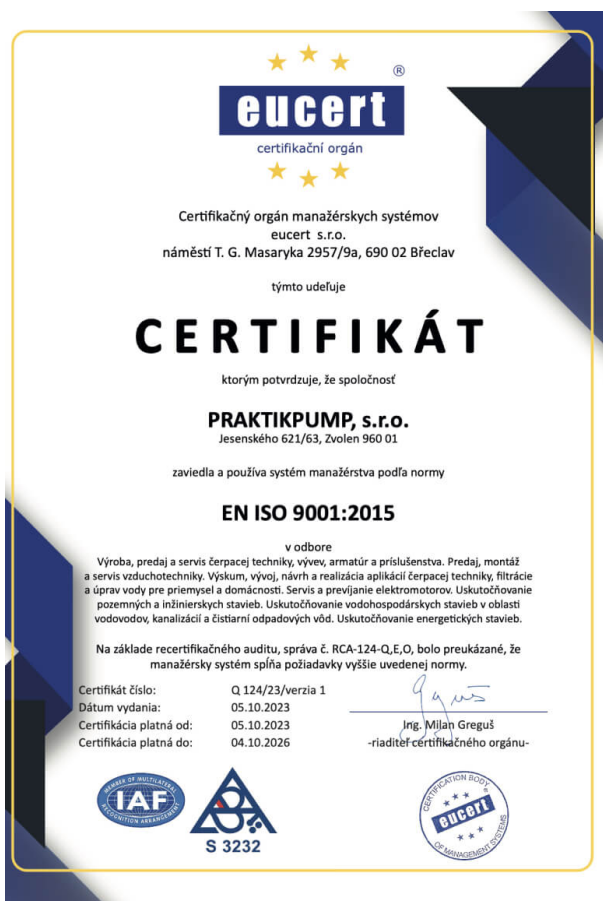 ®
eucert
certifikační orgán
Certifikačný orgán manažérskych systémov
eucert s.r.o.
náměstí T. G. Masaryka 2957/9a, 690 02 Břeclav
týmto udeľuje
CERTIFIKÁT
ktorým potvrdzuje, že spoločnosť
PRAKTIKPUMP, s.r.o.
Jesenského 621/63, Zvolen 960 01
zaviedla a používa systém manažérstva podľa normy
EN ISO 9001:2015
v odbore
Výroba, predaj a servis čerpacej techniky, vývev, armatúr a príslušenstva. Predaj, montáž
a servis vzduchotechniky. Výskum, vývoj, návrh a realizácia aplikácií čerpacej techniky, filtrácie
a úprav vody pre priemysel a domácnosti. Servis a prevíjanie elektromotorov. Uskutočňovanie
pozemných a inžinierskych stavieb. Uskutočňovanie vodohospodárskych stavieb v oblasti
vodovodov, kanalizácií a čistiarní odpadových vôd. Uskutočňovanie energetických stavieb.
Na základe recertifikačného auditu, správa č. RCA-124-Q,E,O, bolo preukázané, že
manažérsky systém spĺňa požiadavky vyššie uvedenej normy.
Certifikát číslo: Q 124/23/verzia 1
Dátum vydania: 05.10.2023
Certifikácia platná od: 05.10.2023
Certifikácia platná do: 04.10.2026
Ing. Milan Greguš
-riaditeľ certifikačného orgánu-
MEMBER OF MULTILATERAL
IAF
RECOGNITION ARRANGEMENT
S 3232
CERTIFICATION BODY
eucert
OF MANAGEMENT SYSTEMS